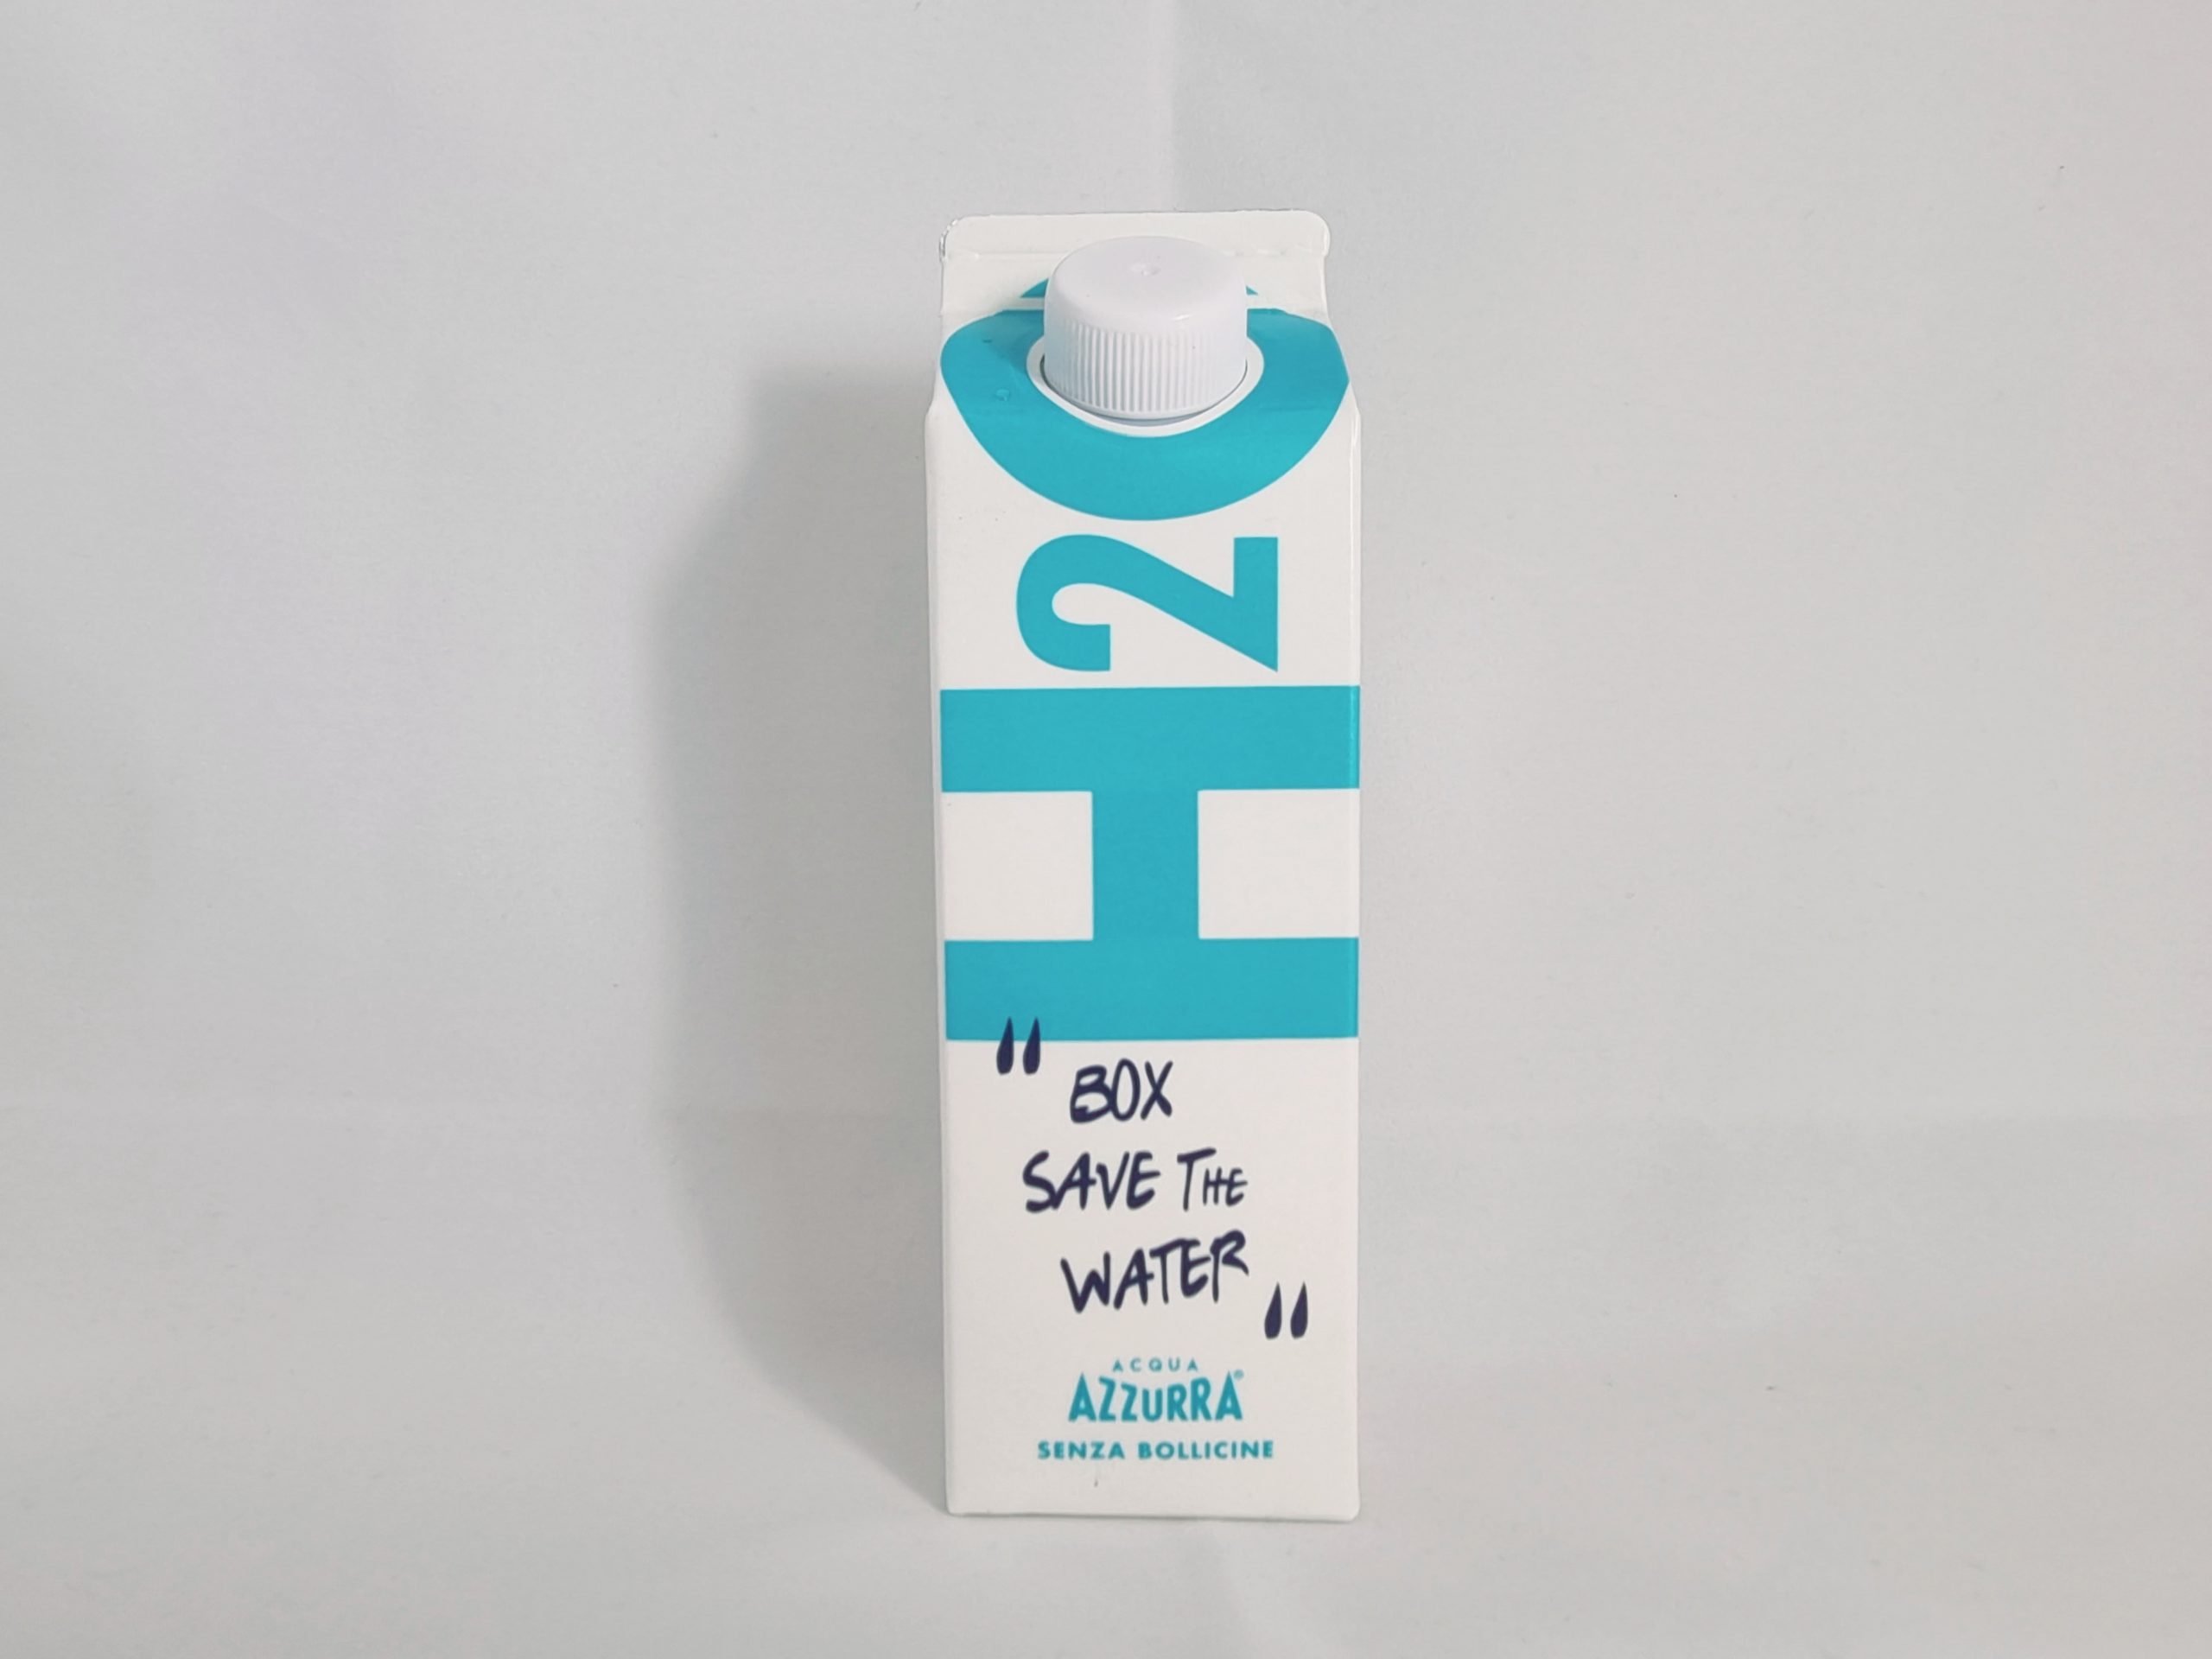 H2O
"BOX
SAVE THE
WATER"
ACQUA
AZZURRA®
SENZA BOLLICINE